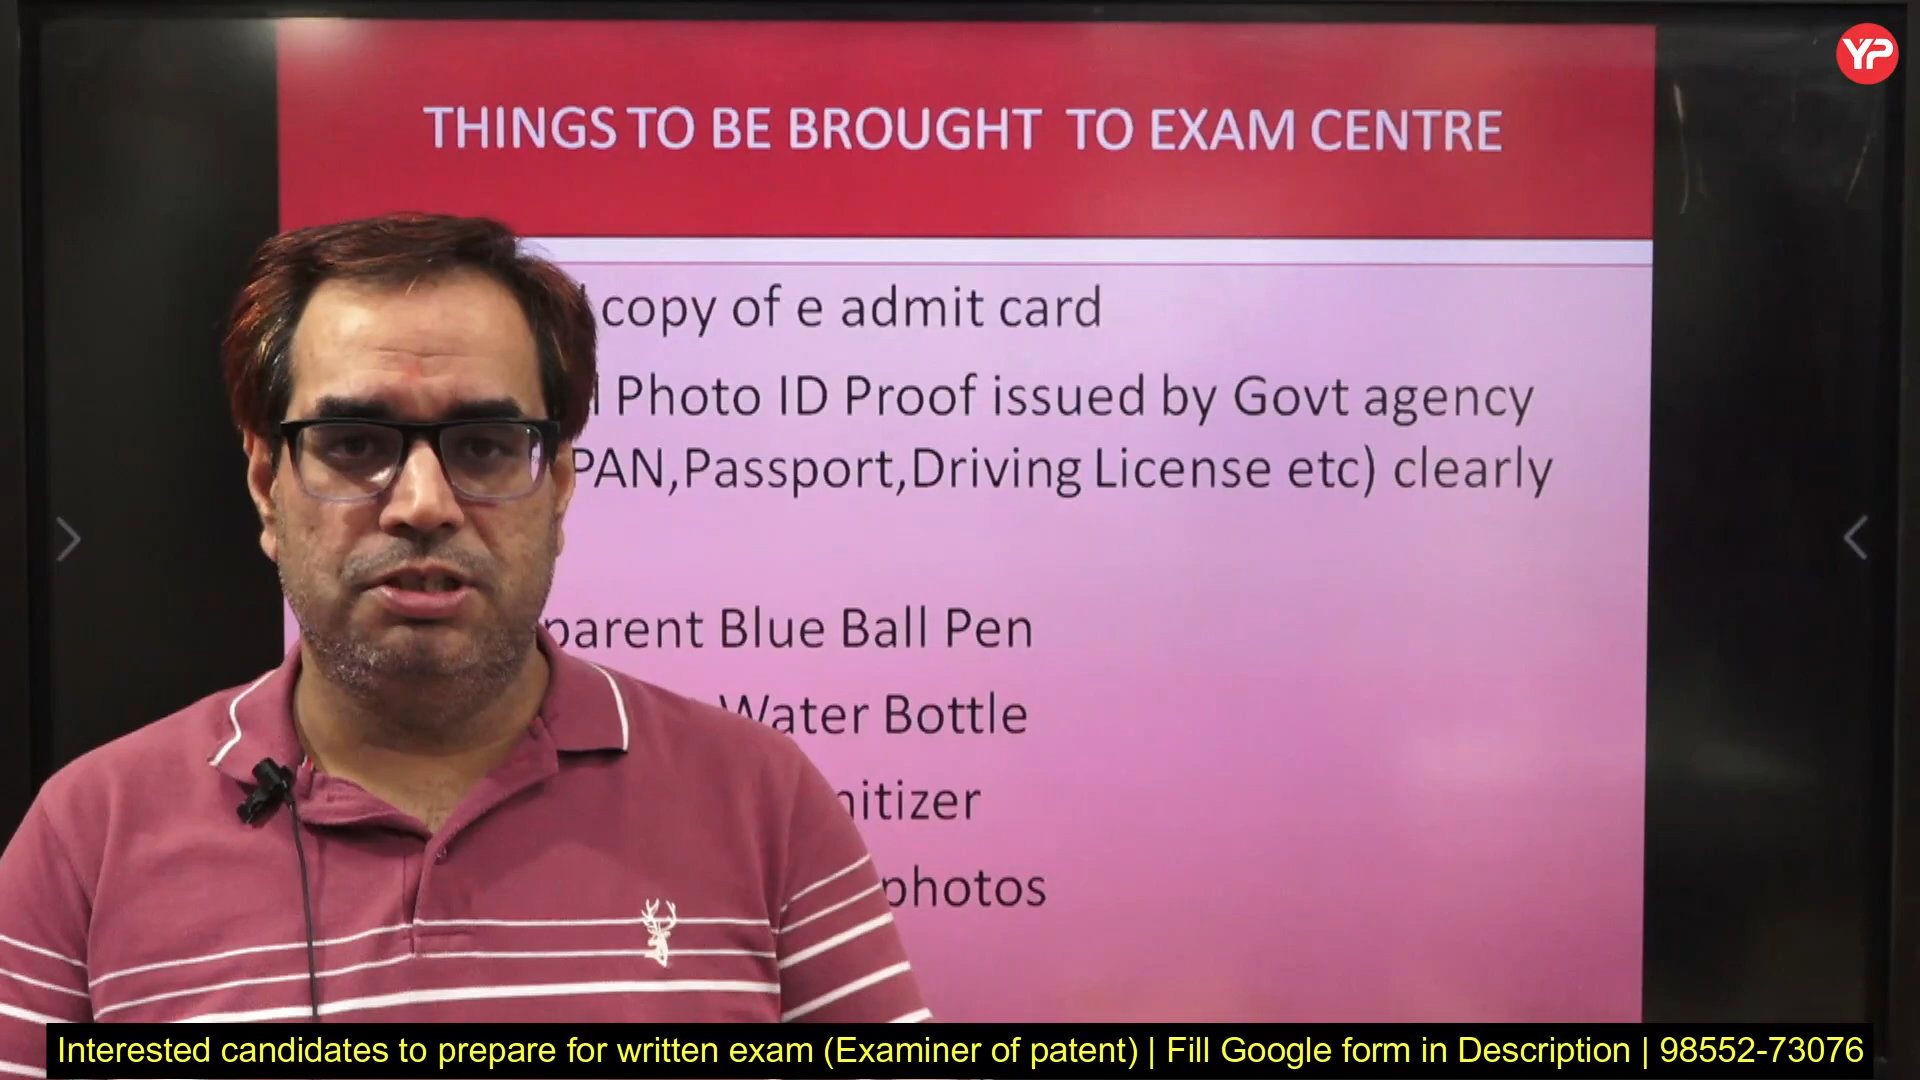 YP
THINGS TO BE BROUGHT TO EXAM CENTRE
copy of e admit card
Photo ID Proof issued by Govt agency
PAN,Passport,Driving License etc) clearly
parent Blue Ball Pen
Water Bottle
nitizer
photos
Interested candidates to prepare for written exam (Examiner of patent) | Fill Google form in Description | 98552-73076